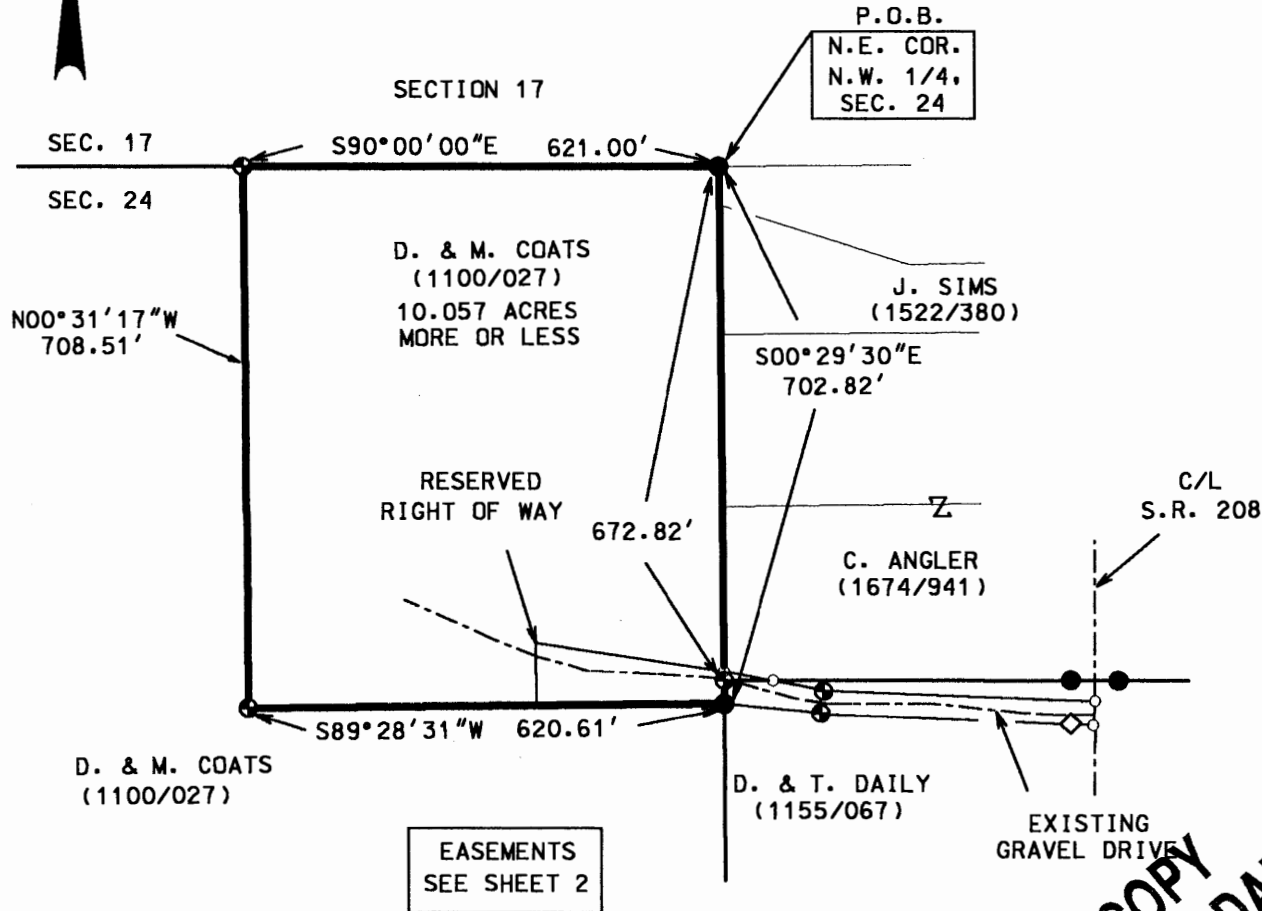 P.O.B.
N.E. COR.
N.W. 1/4,
SEC. 24
SECTION 17
SEC. 17
S90°00'00"E 621.00'
SEC. 24
D. & M. COATS
(1100/027)
10.057 ACRES
MORE OR LESS
J. SIMS
(1522/380)
N00°31'17"W
708.51'
S00°29'30"E
702.82'
RESERVED
RIGHT OF WAY
672.82'
C/L
S.R. 208
Z
C. ANGLER
(1674/941)
S89°28'31"W 620.61'
D. & M. COATS
(1100/027)
D. & T. DAILY
(1155/067)
EXISTING
GRAVEL DRIVE
EASEMENTS
SEE SHEET 2
COPY